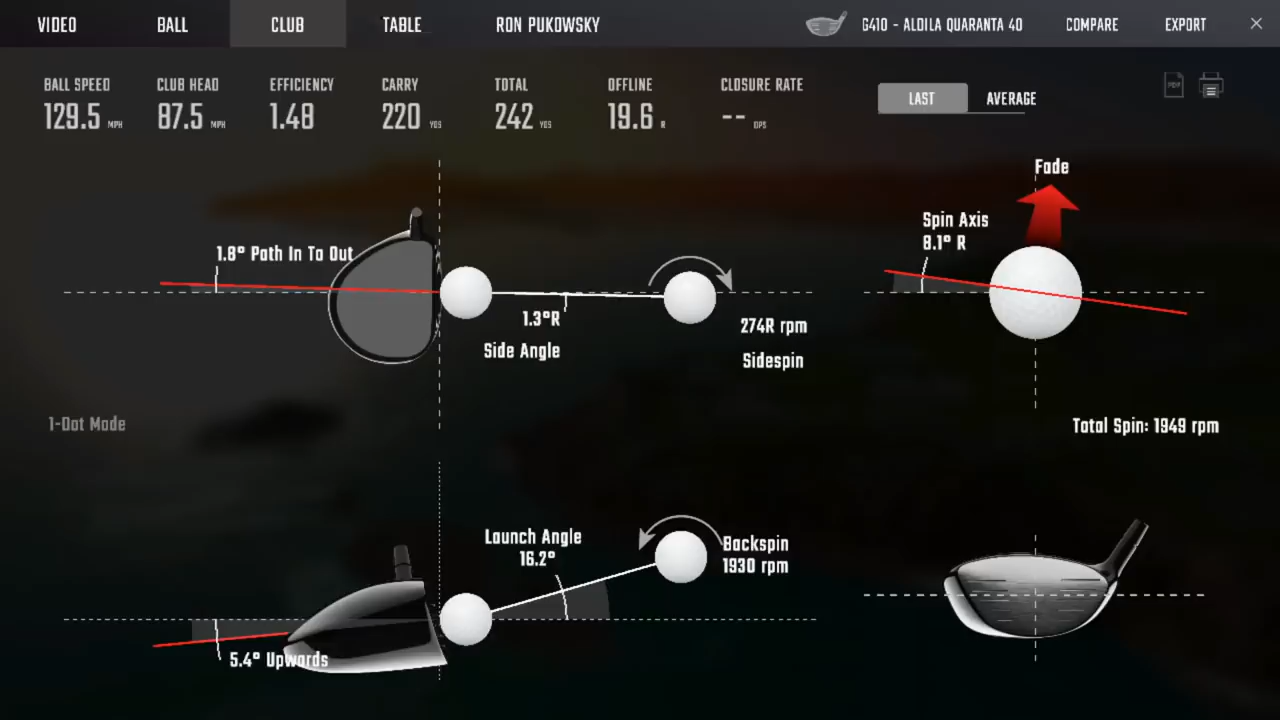 VIDEO
BALL
CLUB
TABLE
RON PUKOWSKY
G410 - ALDILA QUARANTA 40
COMPARE
EXPORT
BALL SPEED
129.5 MPH
CLUB HEAD
87.5 MPH
EFFICIENCY
1.48
CARRY
220 YDS
TOTAL
242 YDS
OFFLINE
19.6 R
CLOSURE RATE
-- DPS
LAST
AVERAGE
PDF
Fade
Spin Axis
8.1° R
1.8° Path In To Out
1.3°R
Side Angle
274R rpm
Sidespin
1-Dot Mode
Total Spin: 1949 rpm
Launch Angle
16.2°
Backspin
1930 rpm
5.4° Upwards